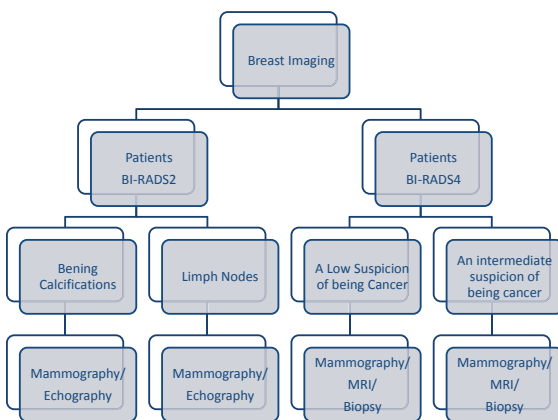 Breast Imaging
Patients
BI-RADS2
Patients
BI-RADS4
Bening
Calcifications
Limph Nodes
A Low Suspicion
of being Cancer
An intermediate
suspicion of
being cancer
Mammography/
Echography
Mammography/
Echography
Mammography/
MRI/
Biopsy
Mammography/
MRI/
Biopsy